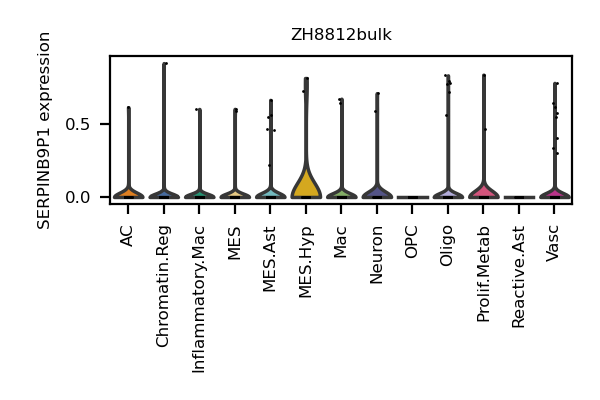 ZH8812bulk
SERPINB9P1 expression
0.5
0.0
AC
Chromatin.Reg
Inflammatory.Mac
MES
MES.Ast
MES.Hyp
Mac
Neuron
OPC
Oligo
Prolif.Metab
Reactive.Ast
Vasc